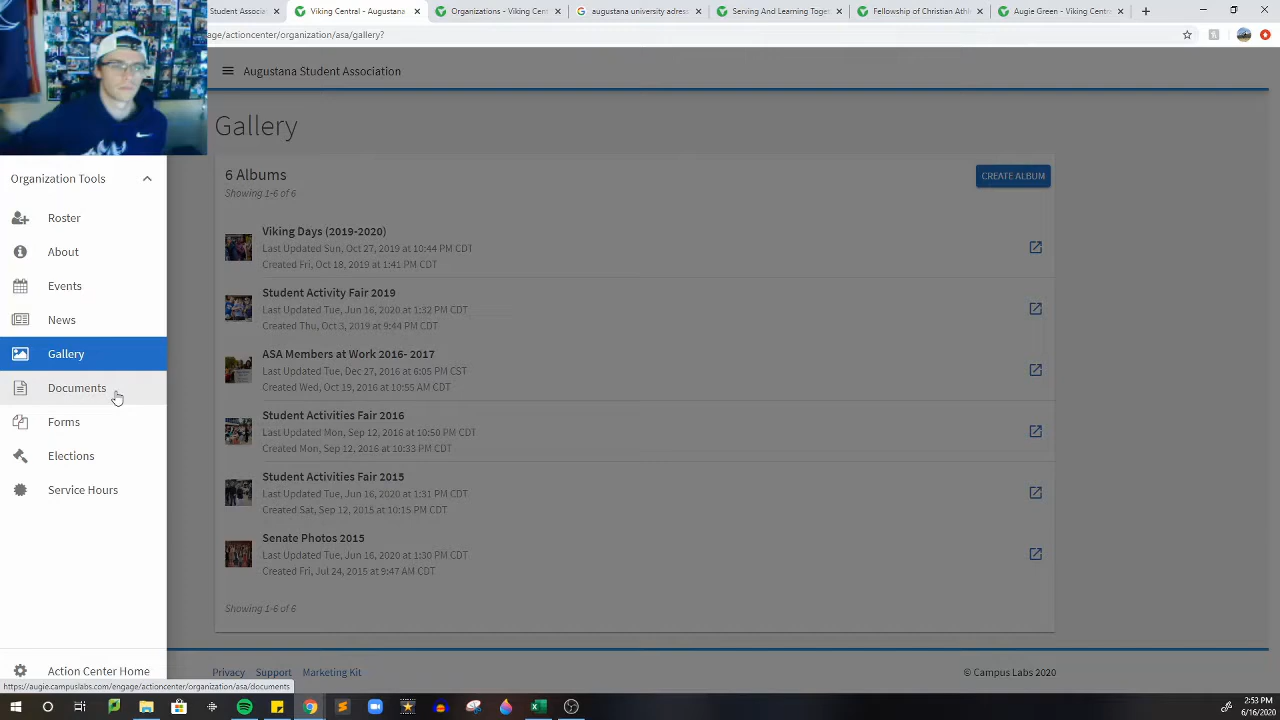 Student Associa
Viking Central - Augustana
Organizations - Viking Cent
augustana university adress
Serving And Learning Toge
Fellowship of Christian Athl
Augie Green - Viking Centr
age/actioncenter/organization/asa/gallery?
Augustana Student Association
Gallery
6 Albums
Showing 1-6 of 6
CREATE ALBUM
Organization Tools
Roster
About
Events
News
Gallery
Documents
Forms
Elections
Service Hours
Action Center Home
Viking Days (2019-2020)
Last Updated Sun, Oct 27, 2019 at 10:44 PM CDT
Created Fri, Oct 18, 2019 at 1:41 PM CDT
Student Activity Fair 2019
Last Updated Tue, Jun 16, 2020 at 1:32 PM CDT
Created Thu, Oct 3, 2019 at 9:44 PM CDT
ASA Members at Work 2016- 2017
Last Updated Tue, Dec 27, 2016 at 6:05 PM CST
Created Wed, Oct 19, 2016 at 10:55 AM CDT
Student Activities Fair 2016
Last Updated Mon, Sep 12, 2016 at 10:50 PM CDT
Created Mon, Sep 12, 2016 at 10:33 PM CDT
Student Activities Fair 2015
Last Updated Tue, Jun 16, 2020 at 1:31 PM CDT
Created Sat, Sep 12, 2015 at 10:15 PM CDT
Senate Photos 2015
Last Updated Tue, Jun 16, 2020 at 1:30 PM CDT
Created Fri, Jul 24, 2015 at 9:47 AM CDT
Showing 1-6 of 6
Privacy Support Marketing Kit
© Campus Labs 2020
https://augie.campuslabs.com/engage/actioncenter/organization/asa/documents
2:53 PM
6/16/2020